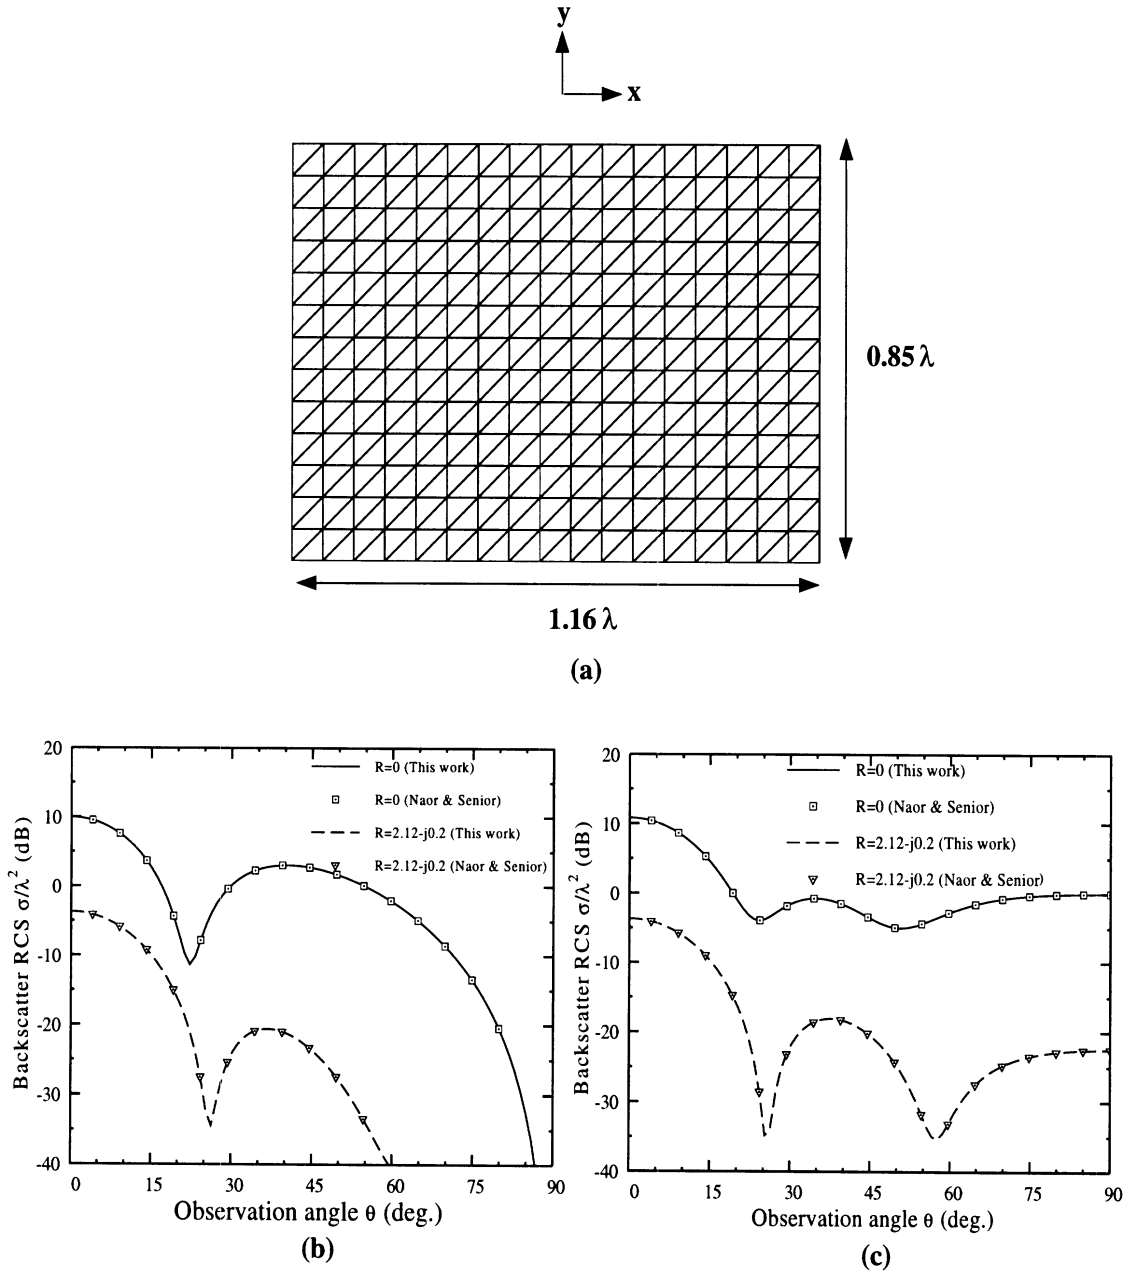 y
x
0.85 λ
1.16 λ
(a)
20
10
0
-10
-20
-30
-40
Backscatter RCS σ/λ² (dB)
R=0 (This work)
R=0 (Naor & Senior)
R=2.12-j0.2 (This work)
R=2.12-j0.2 (Naor & Senior)
0 15 30 45 60 75 90
Observation angle θ (deg.)
(b)
20
10
0
-10
-20
-30
-40
Backscatter RCS σ/λ² (dB)
R=0 (This work)
R=0 (Naor & Senior)
R=2.12-j0.2 (This work)
R=2.12-j0.2 (Naor & Senior)
0 15 30 45 60 75 90
Observation angle θ (deg.)
(c)